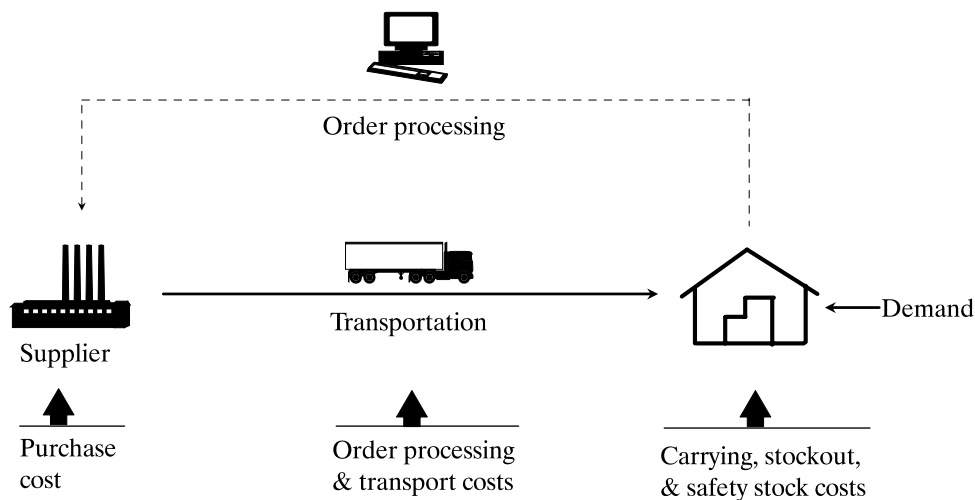 Order processing
Transportation
Demand
Supplier
Purchase
cost
Order processing
& transport costs
Carrying, stockout,
& safety stock costs